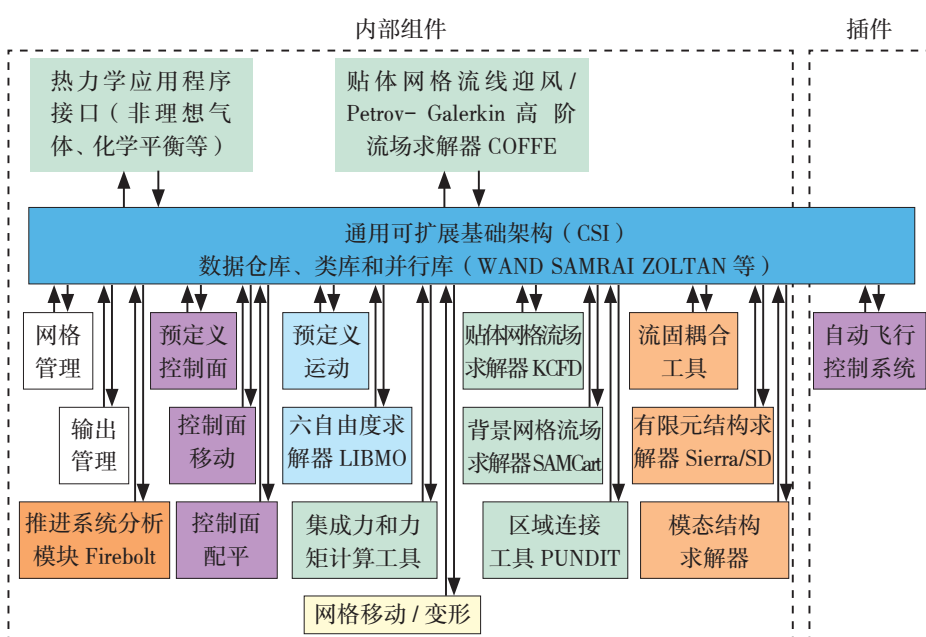 内部组件
插件
热力学应用程序
接口（非理想气
体、化学平衡等）
贴体网格流线迎风/
Petrov- Galerkin 高 阶
流场求解器 COFFE
通用可扩展基础架构（CSI）
数据仓库、类库和并行库（WAND SAMRAI ZOLTAN 等）
网格
管理
预定义
控制面
预定义
运动
贴体网格流场
求解器 KCFD
流固耦合
工具
自动飞行
控制系统
输出
管理
控制面
移动
六自由度求
解器 LIBMO
背景网格流场
求解器 SAMCart
有限元结构求
解器 Sierra/SD
推进系统分析
模块 Firebolt
控制面
配平
集成力和力
矩计算工具
区域连接
工具 PUNDIT
模态结构
求解器
网格移动 / 变形